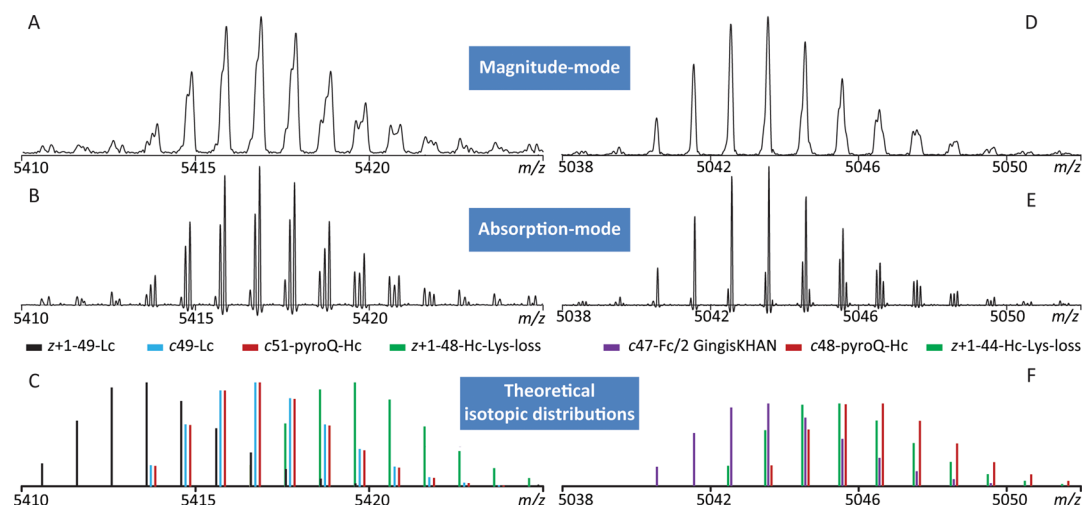 A
D
Magnitude-mode
5410 5415 5420 m/z
5038 5042 5046 5050 m/z
B
E
Absorption-mode
5410 5415 5420 m/z
5038 5042 5046 5050 m/z
z+1-49-Lc c49-Lc c51-pyroQ-Hc z+1-48-Hc-Lys-loss
c47-Fc/2 GingisKHAN c48-pyroQ-Hc z+1-44-Hc-Lys-loss
C
F
Theoretical
isotopic distributions
5410 5415 5420 m/z
5038 5042 5046 5050 m/z